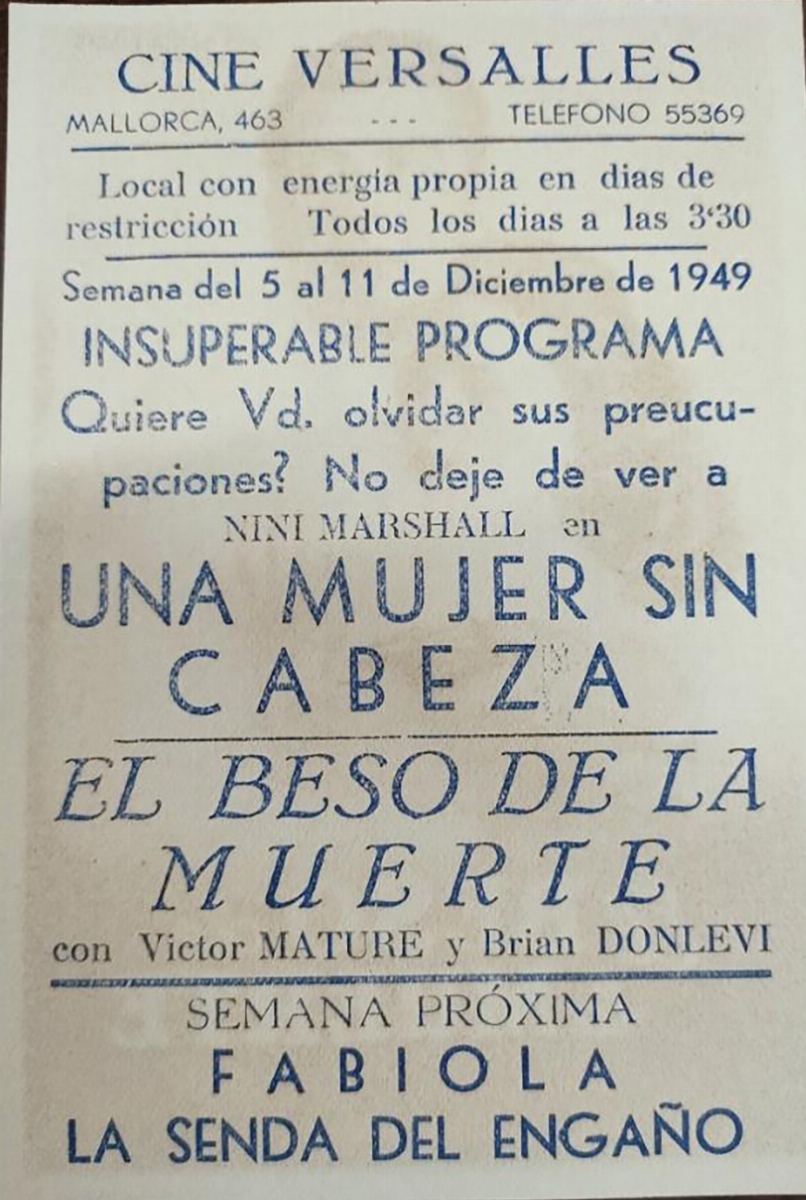 CINE VERSALLES
MALLORCA, 463 - - - TELEFONO 55369
Local con energía propia en dias de
restricción Todos los dias a las 3'30
Semana del 5 al 11 de Diciembre de 1949
INSUPERABLE PROGRAMA
Quiere Vd. olvidar sus preucu-
paciones? No deje de ver a
NINI MARSHALL en
UNA MUJER SIN
CABEZA
EL BESO DE LA
MUERTE
con Victor MATURE y Brian DONLEVI
SEMANA PRÓXIMA
FABIOLA
LA SENDA DEL ENGAÑO